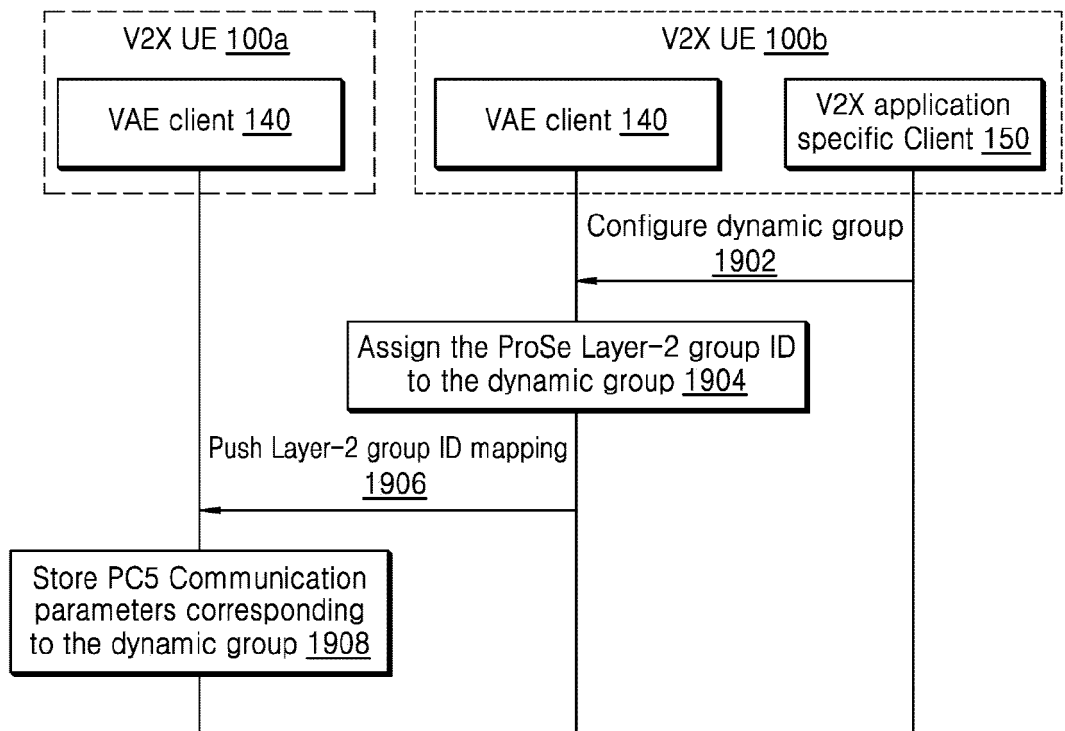 V2X UE 100a
V2X UE 100b
VAE client 140
VAE client 140
V2X application
specific Client 150
Configure dynamic group
1902
Assign the ProSe Layer-2 group ID
to the dynamic group 1904
Push Layer-2 group ID mapping
1906
Store PC5 Communication
parameters corresponding
to the dynamic group 1908